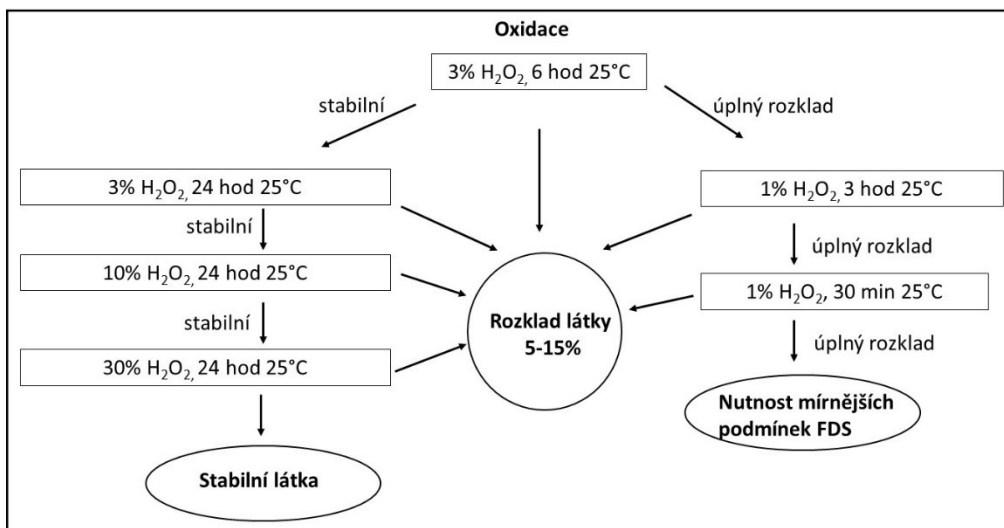 Oxidace
3% H₂O₂, 6 hod 25°C
stabilní
úplný rozklad
3% H₂O₂, 24 hod 25°C
1% H₂O₂, 3 hod 25°C
stabilní
úplný rozklad
10% H₂O₂, 24 hod 25°C
1% H₂O₂, 30 min 25°C
Rozklad látky
5-15%
stabilní
úplný rozklad
30% H₂O₂, 24 hod 25°C
Nutnost mírnějších
podmínek FDS
Stabilní látka